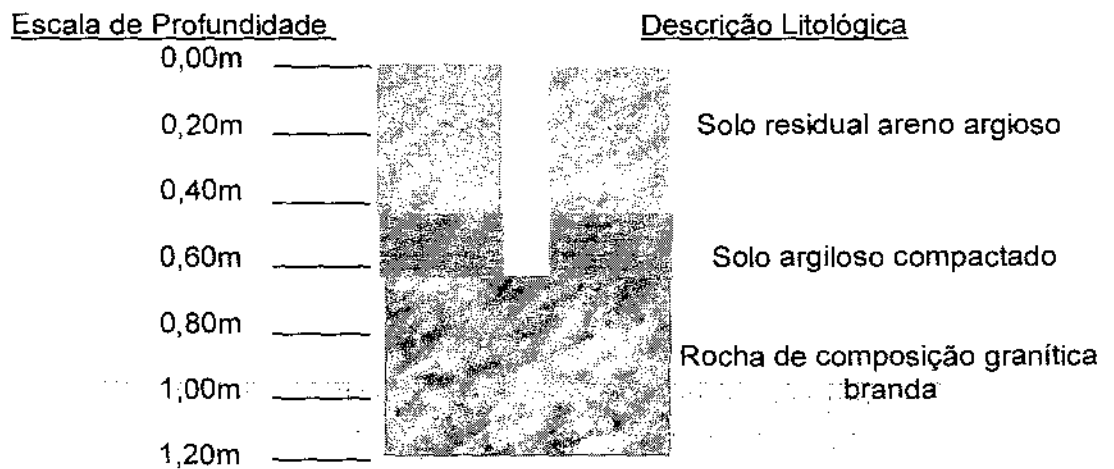 Escala de Profundidade
Descrição Litológica
0,00m
0,20m
Solo residual areno argioso
0,40m
0,60m
Solo argiloso compactado
0,80m
Rocha de composição granítica
branda
1,00m
1,20m